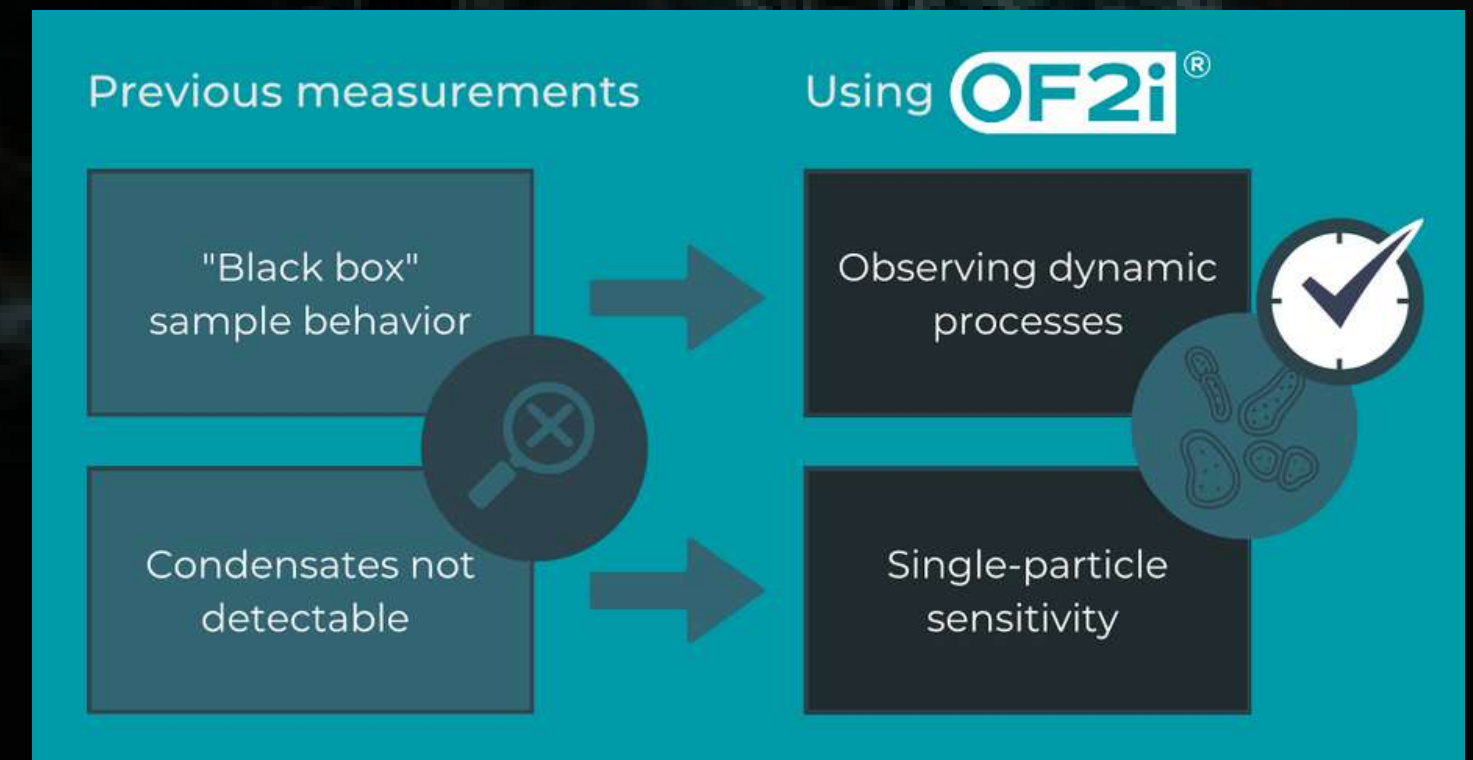 Previous measurements
Using OF2i®
"Black box"
sample behavior
Observing dynamic
processes
Condensates not
detectable
Single-particle
sensitivity